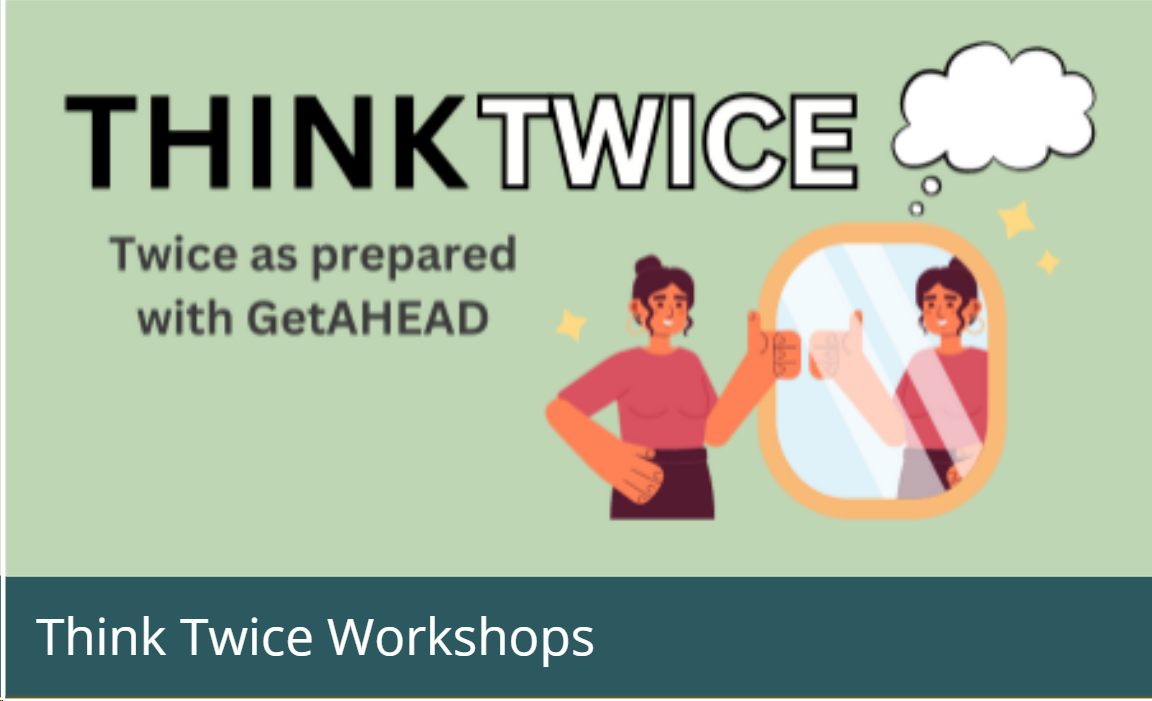 THINKTWICE
Twice as prepared
with GetAHEAD
Think Twice Workshops